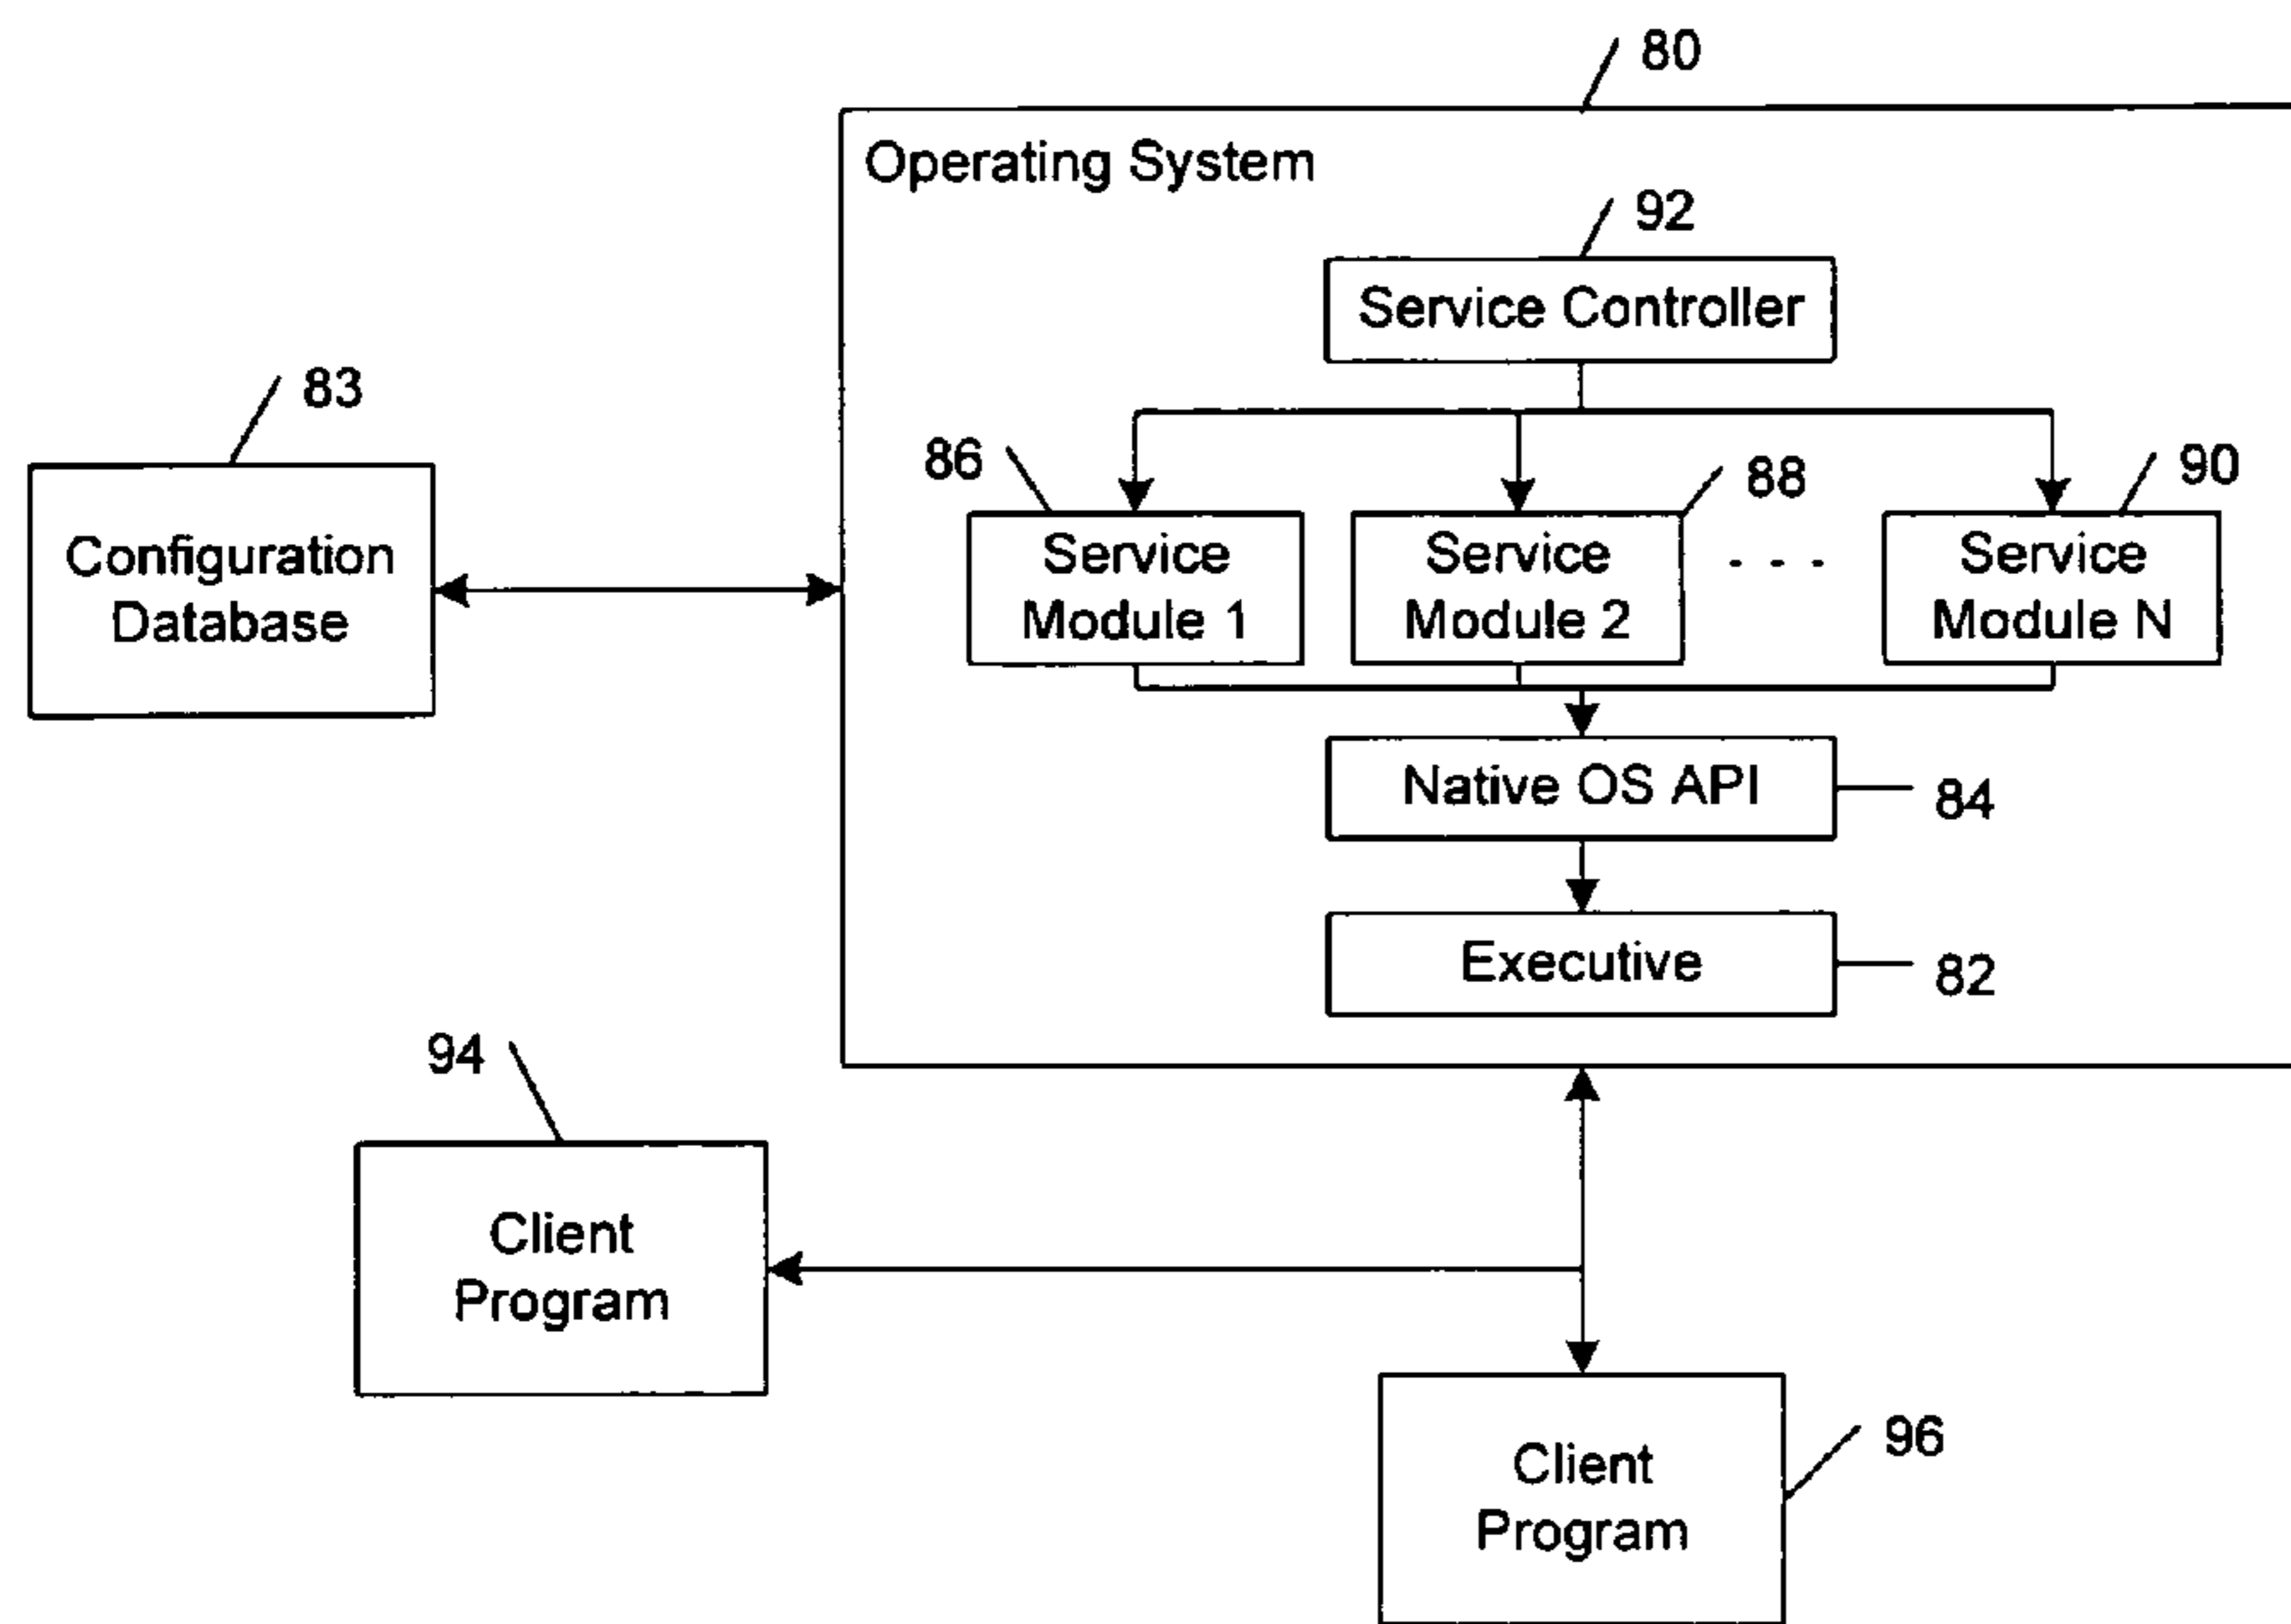 80
Operating System
92
Service Controller
83
86
88
90
Configuration
Database
Service
Module 1
Service
Module 2
- - -
Service
Module N
Native OS API
84
Executive
82
94
Client
Program
96
Client
Program